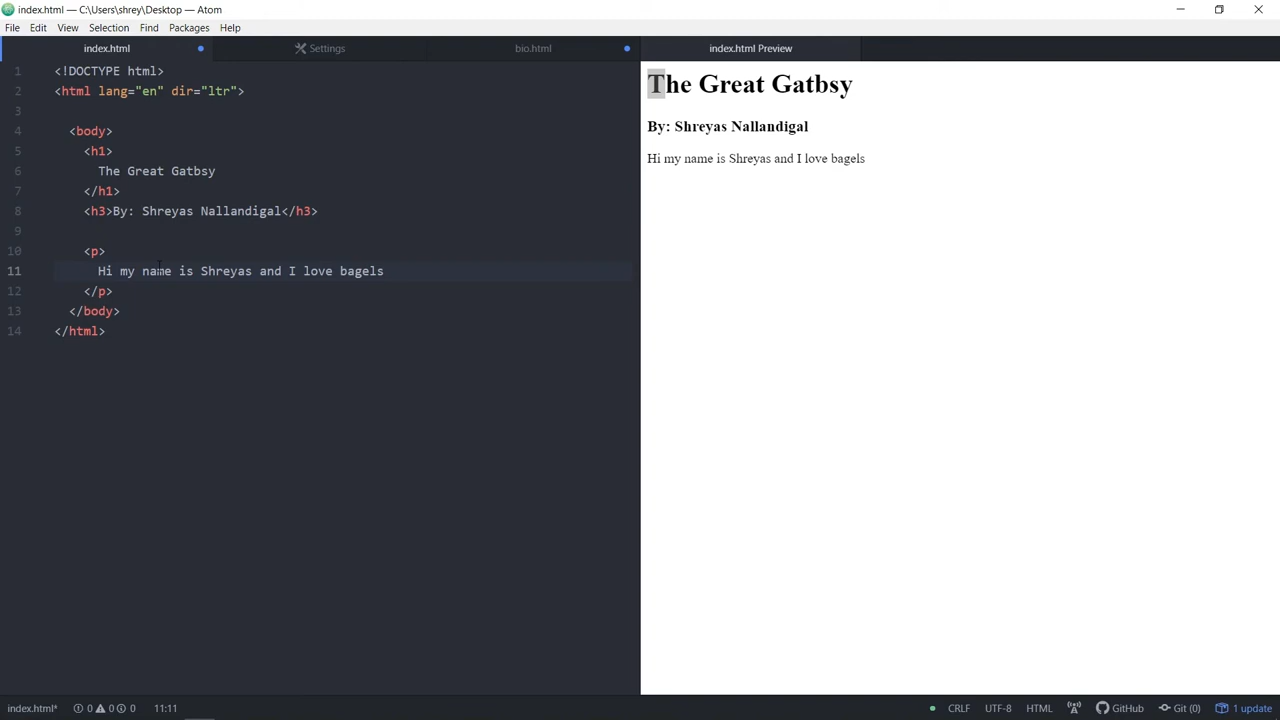 index.html — C:\Users\shrey\Desktop — Atom
File Edit View Selection Find Packages Help
index.html Settings bio.html index.html Preview
1 <!DOCTYPE html>
2 <html lang="en" dir="ltr">
3
4 <body>
5 <h1>
6 The Great Gatbsy
7 </h1>
8 <h3>By: Shreyas Nallandigal</h3>
9
10 <p>
11 Hi my name is Shreyas and I love bagels
12 </p>
13 </body>
14 </html>
The Great Gatbsy
By: Shreyas Nallandigal
Hi my name is Shreyas and I love bagels
index.html* 0 0 0 11:11 CRLF UTF-8 HTML GitHub Git (0) 1 update